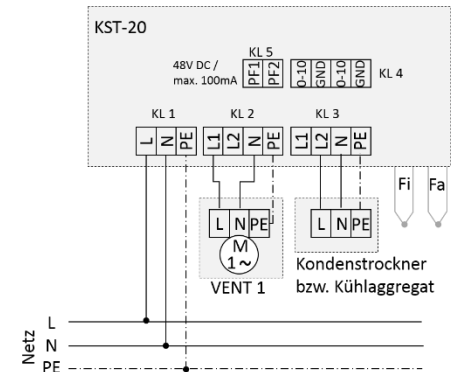 KST-20
KL 5
48V DC /
max. 100mA
PF1
PF2
0-10
GND
0-10
GND
KL 4
KL 1
KL 2
KL 3
L
N
PE
L1
L2
N
PE
L1
L2
N
PE
Fi
Fa
L
N
PE
M
1~
VENT 1
L
N
PE
Kondenstrockner
bzw. Kühlaggregat
Netz
L
N
PE